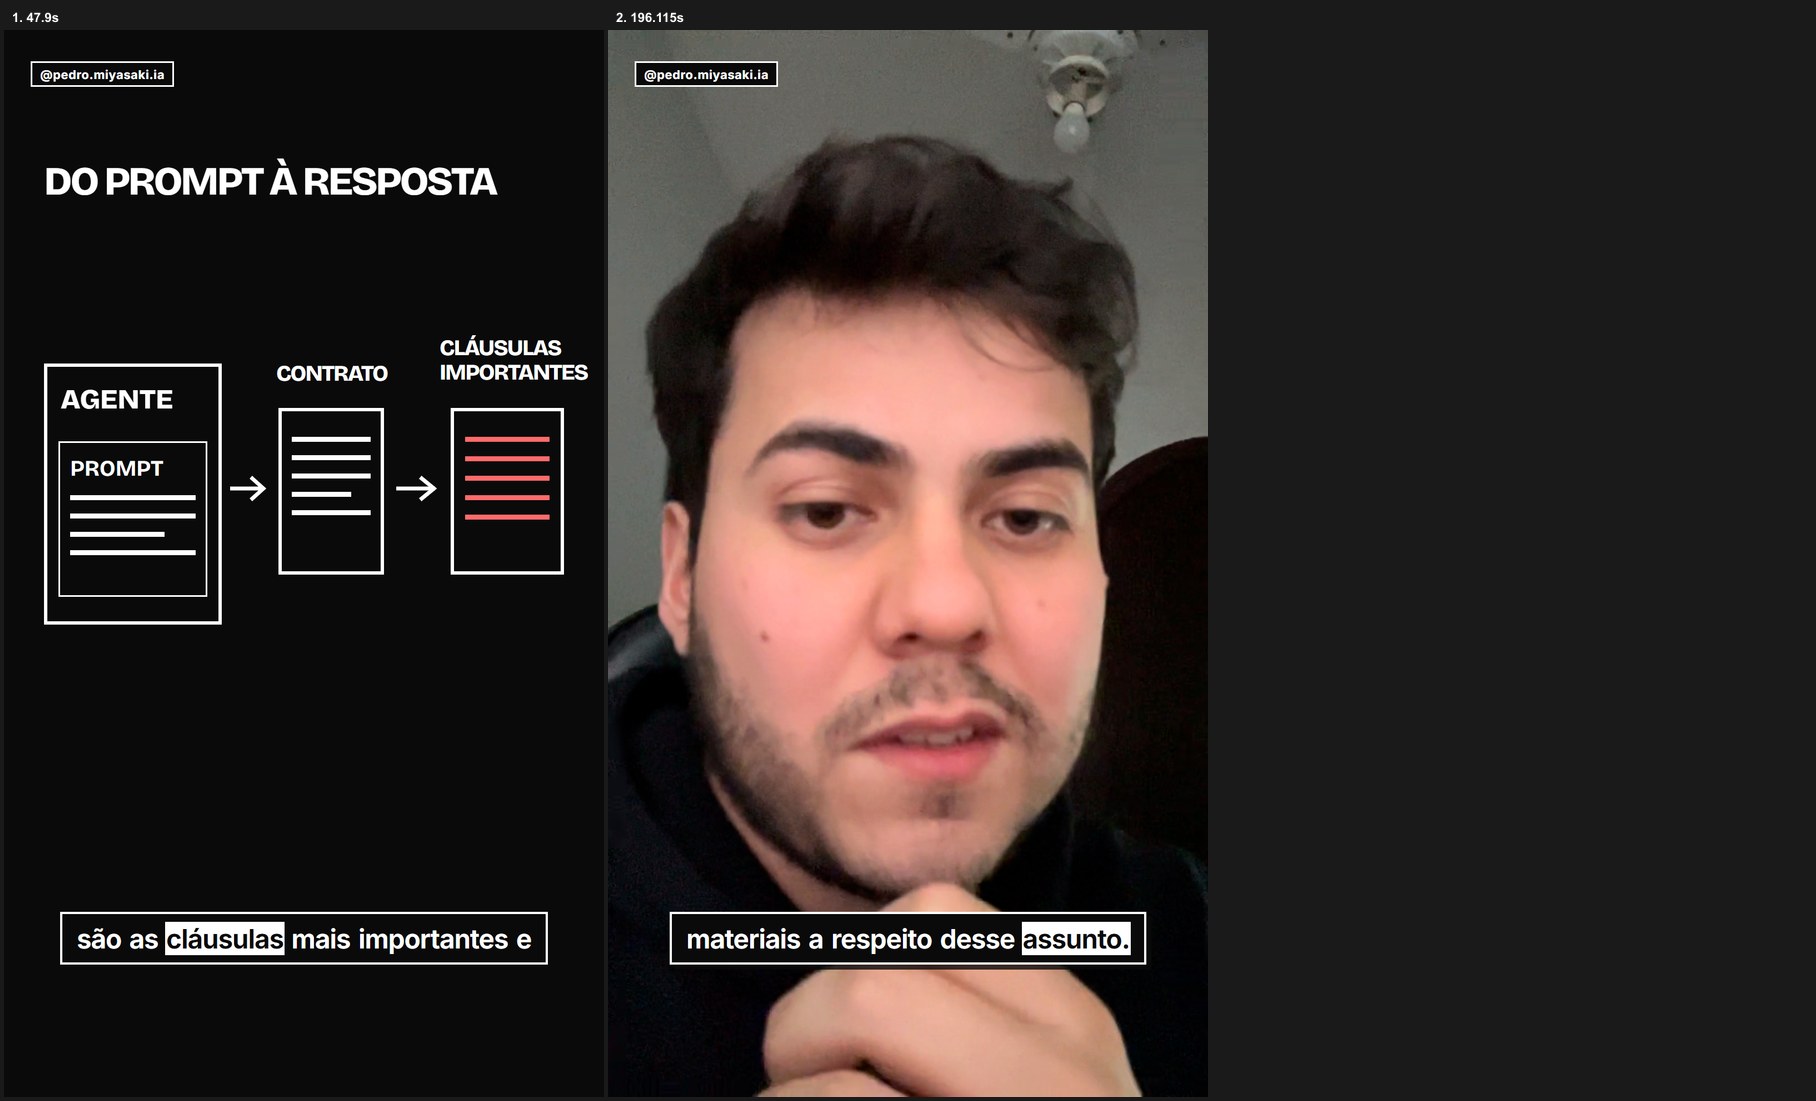 1. 47.9s
@pedro.miyasaki.ia
DO PROMPT À RESPOSTA
AGENTE
PROMPT
CONTRATO
CLÁUSULAS
IMPORTANTES
são as cláusulas mais importantes e
2. 196.115s
@pedro.miyasaki.ia
materiais a respeito desse assunto.